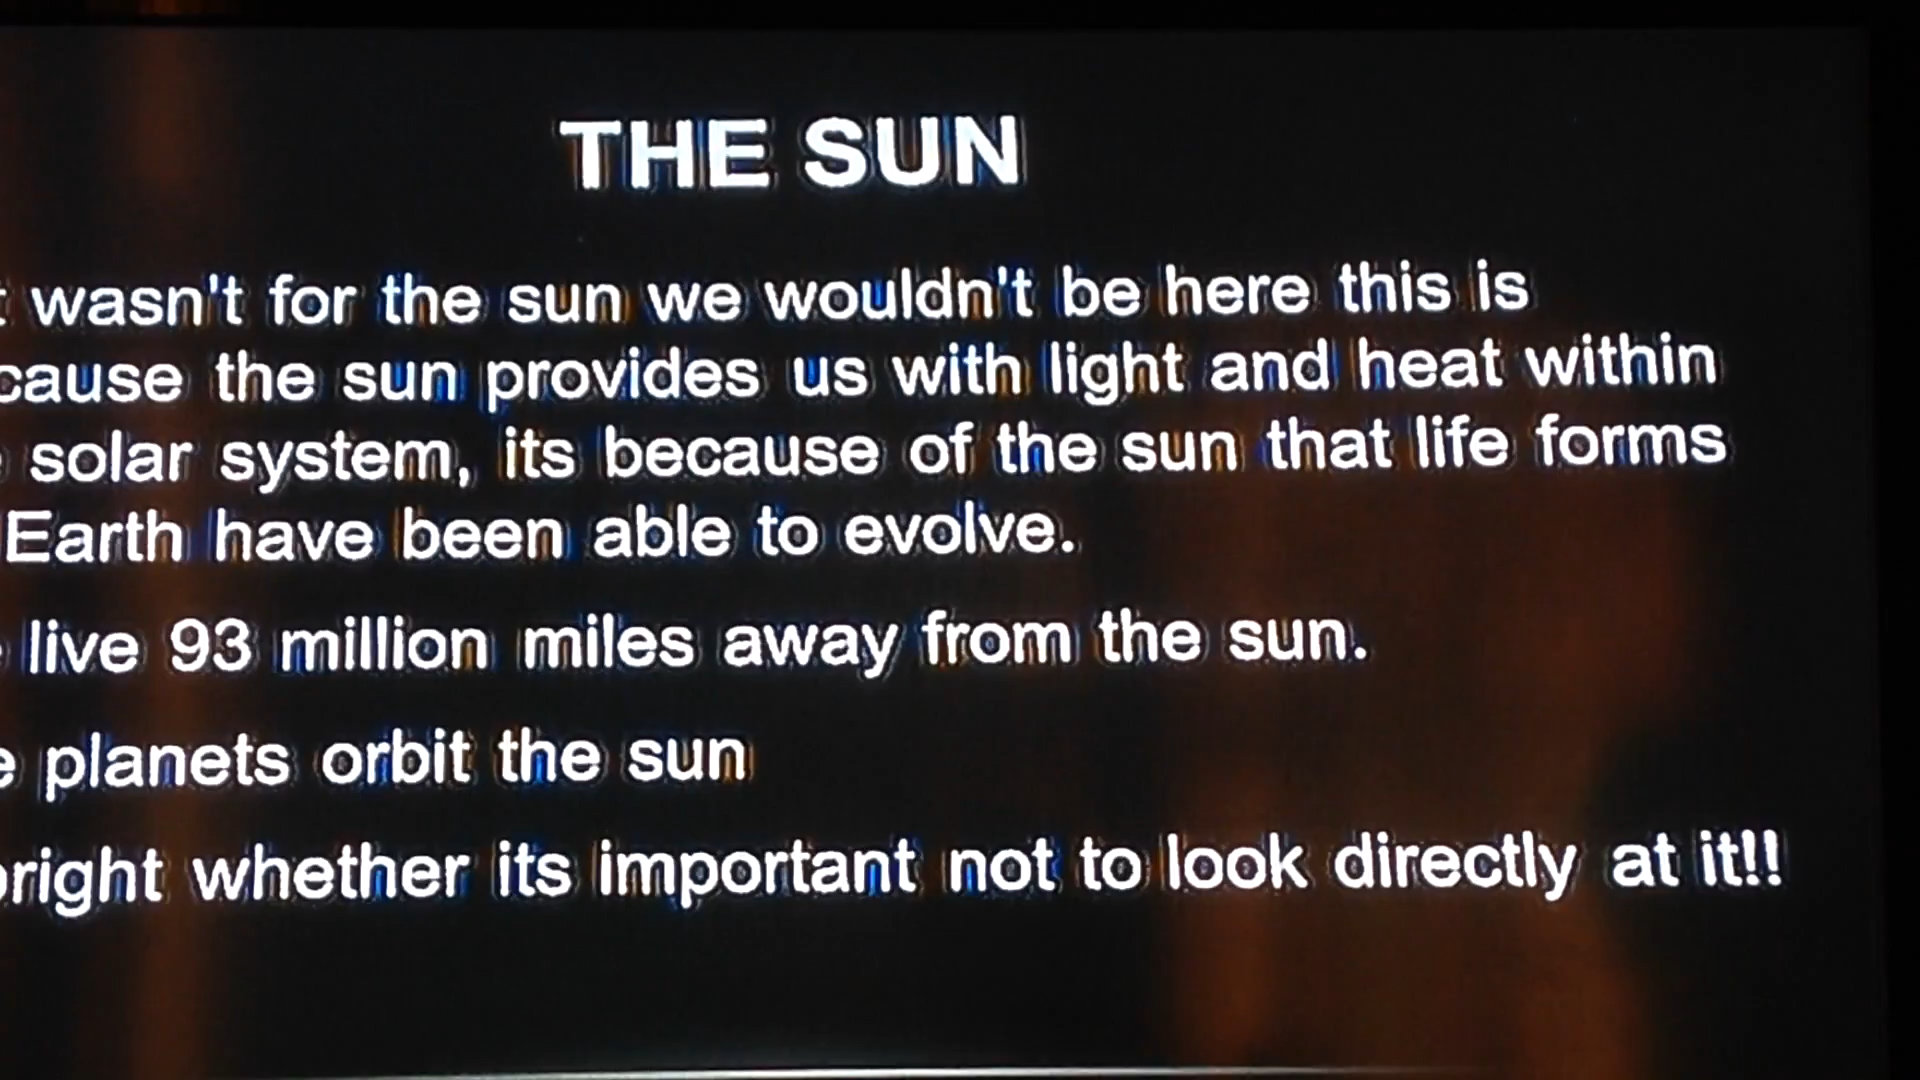 THE SUN
t wasn't for the sun we wouldn't be here this is
cause the sun provides us with light and heat within
e solar system, its because of the sun that life forms
Earth have been able to evolve.
e live 93 million miles away from the sun.
e planets orbit the sun
bright whether its important not to look directly at it!!